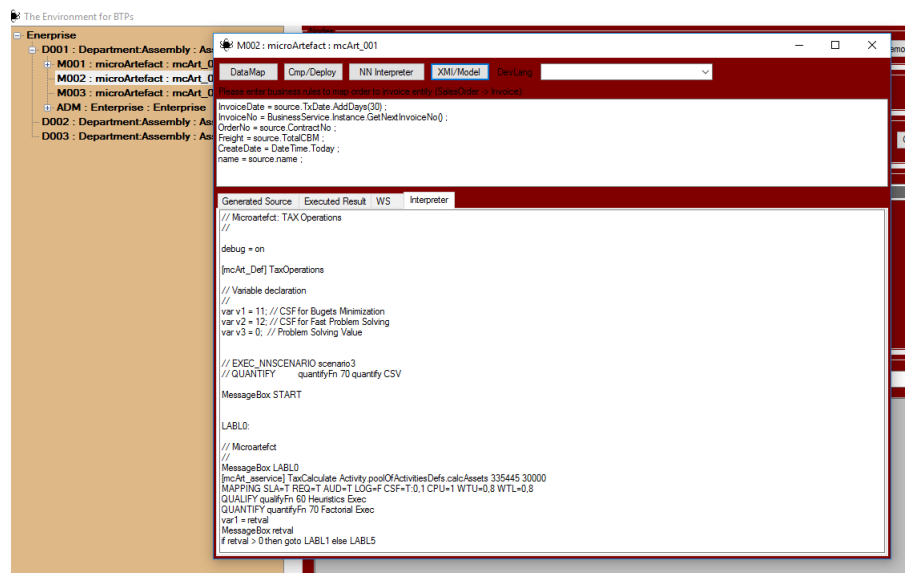 The Environment for BTPs
Enerprise
D001 : Department:Assembly : As
M001 : microArtefact : mcArt_0
M002 : microArtefact : mcArt_0
M003 : microArtefact : mcArt_0
ADM : Enterprise : Enterprise
D002 : Department:Assembly : As
D003 : Department:Assembly : As
M002 : microArtefact : mcArt_001
DataMap Cmp/Deploy NN Interpreter XMI/Model DevLang
Please enter business rules to map order to invoice entity (SalesOrder -> Invoice):
InvoiceDate = source.TxDate.AddDays(30) ;
InvoiceNo = BusinessService.Instance.GetNextInvoiceNo() ;
OrderNo = source.ContractNo ;
Freight = source.TotalCBM ;
CreateDate = DateTime.Today ;
name = source.name ;
Generated Source Executed Result WS Interpreter
// Microartefct: TAX Operations
//
debug = on
[mcArt_Def] TaxOperations
// Variable declaration
//
var v1 = 11; // CSF for Bugets Minimization
var v2 = 12; // CSF for Fast Problem Solving
var v3 = 0; // Problem Solving Value
// EXEC_NNSCENARIO scenario3
// QUANTIFY quantifyFn 70 quantify CSV
MessageBox START
LABL0:
// Microartefct
//
MessageBox LABL0
[mcArt_aservice] TaxCalculate Activity.poolOfActivitiesDefs.calcAssets 335445 30000
MAPPING SLA=T REQ=T AUD=T LOG=F CSF=T:0,1 CPU=1 WTU=0,8 WTL=0,8
QUALIFY qualifyFn 60 Heuristics Exec
QUANTIFY quantifyFn 70 Factorial Exec
var1 = retval
MessageBox retval
if retval > 0 then goto LABL1 else LABL5